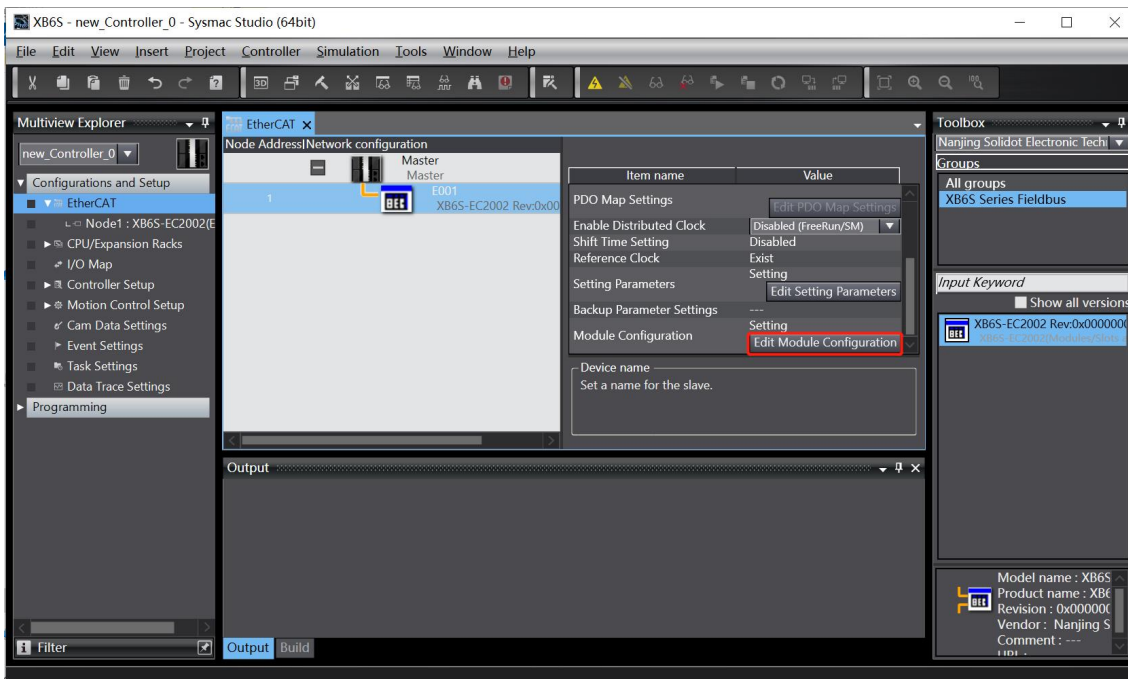 XB6S - new_Controller_0 - Sysmac Studio (64bit)
File Edit View Insert Project Controller Simulation Tools Window Help
Multiview Explorer
new_Controller_0
Configurations and Setup
EtherCAT
Node1 : XB6S-EC2002(E
CPU/Expansion Racks
I/O Map
Controller Setup
Motion Control Setup
Cam Data Settings
Event Settings
Task Settings
Data Trace Settings
Programming
Filter
EtherCAT
Node Address|Network configuration
Master
Master
1
E001
XB6S-EC2002 Rev:0x00
Item name Value
PDO Map Settings Edit PDO Map Settings
Enable Distributed Clock Disabled (FreeRun/SM)
Shift Time Setting Disabled
Reference Clock Exist
Setting Parameters Setting
Edit Setting Parameters
Backup Parameter Settings ---
Module Configuration Setting
Edit Module Configuration
Device name
Set a name for the slave.
Output
Output Build
Toolbox
Nanjing Solidot Electronic Tech
Groups
All groups
XB6S Series Fieldbus
Input Keyword
Show all versions
XB6S-EC2002 Rev:0x000000
XB6S-EC2002(Modules/Slots
Model name : XB6S
Product name : XB6
Revision : 0x00000
Vendor : Nanjing S
Comment : ---